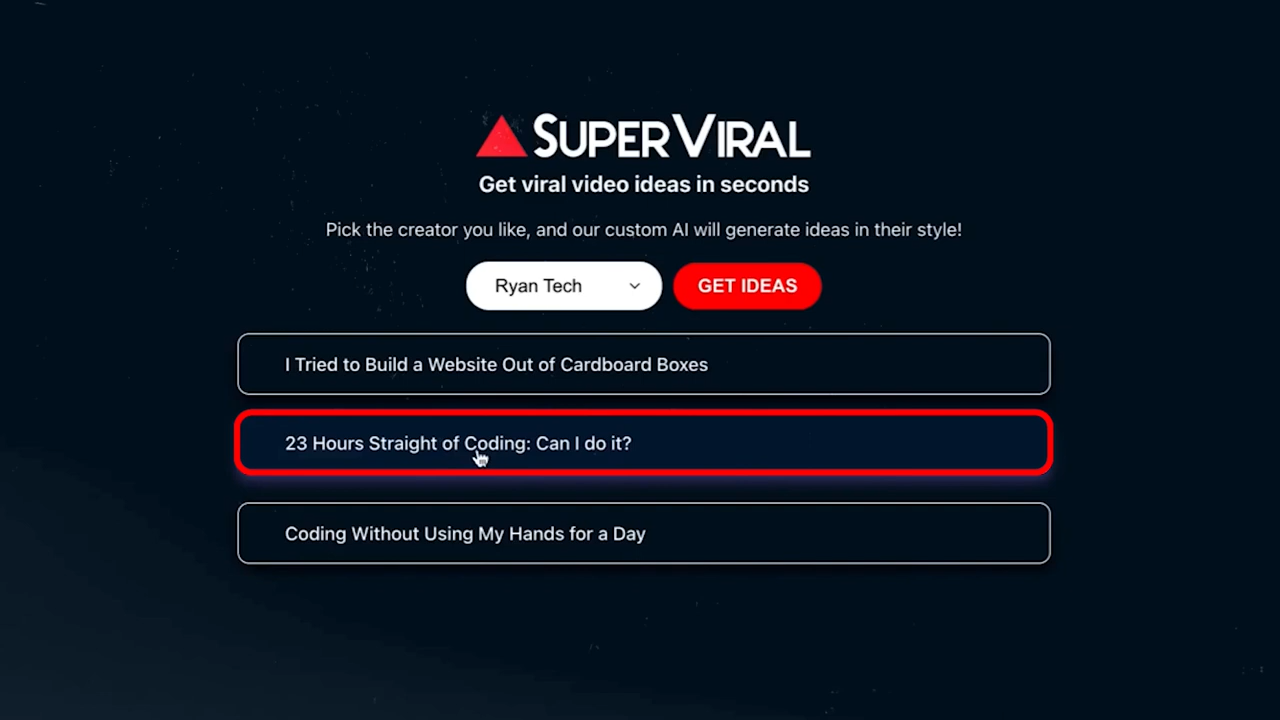 SUPER VIRAL
Get viral video ideas in seconds
Pick the creator you like, and our custom AI will generate ideas in their style!
Ryan Tech
GET IDEAS
I Tried to Build a Website Out of Cardboard Boxes
23 Hours Straight of Coding: Can I do it?
Coding Without Using My Hands for a Day